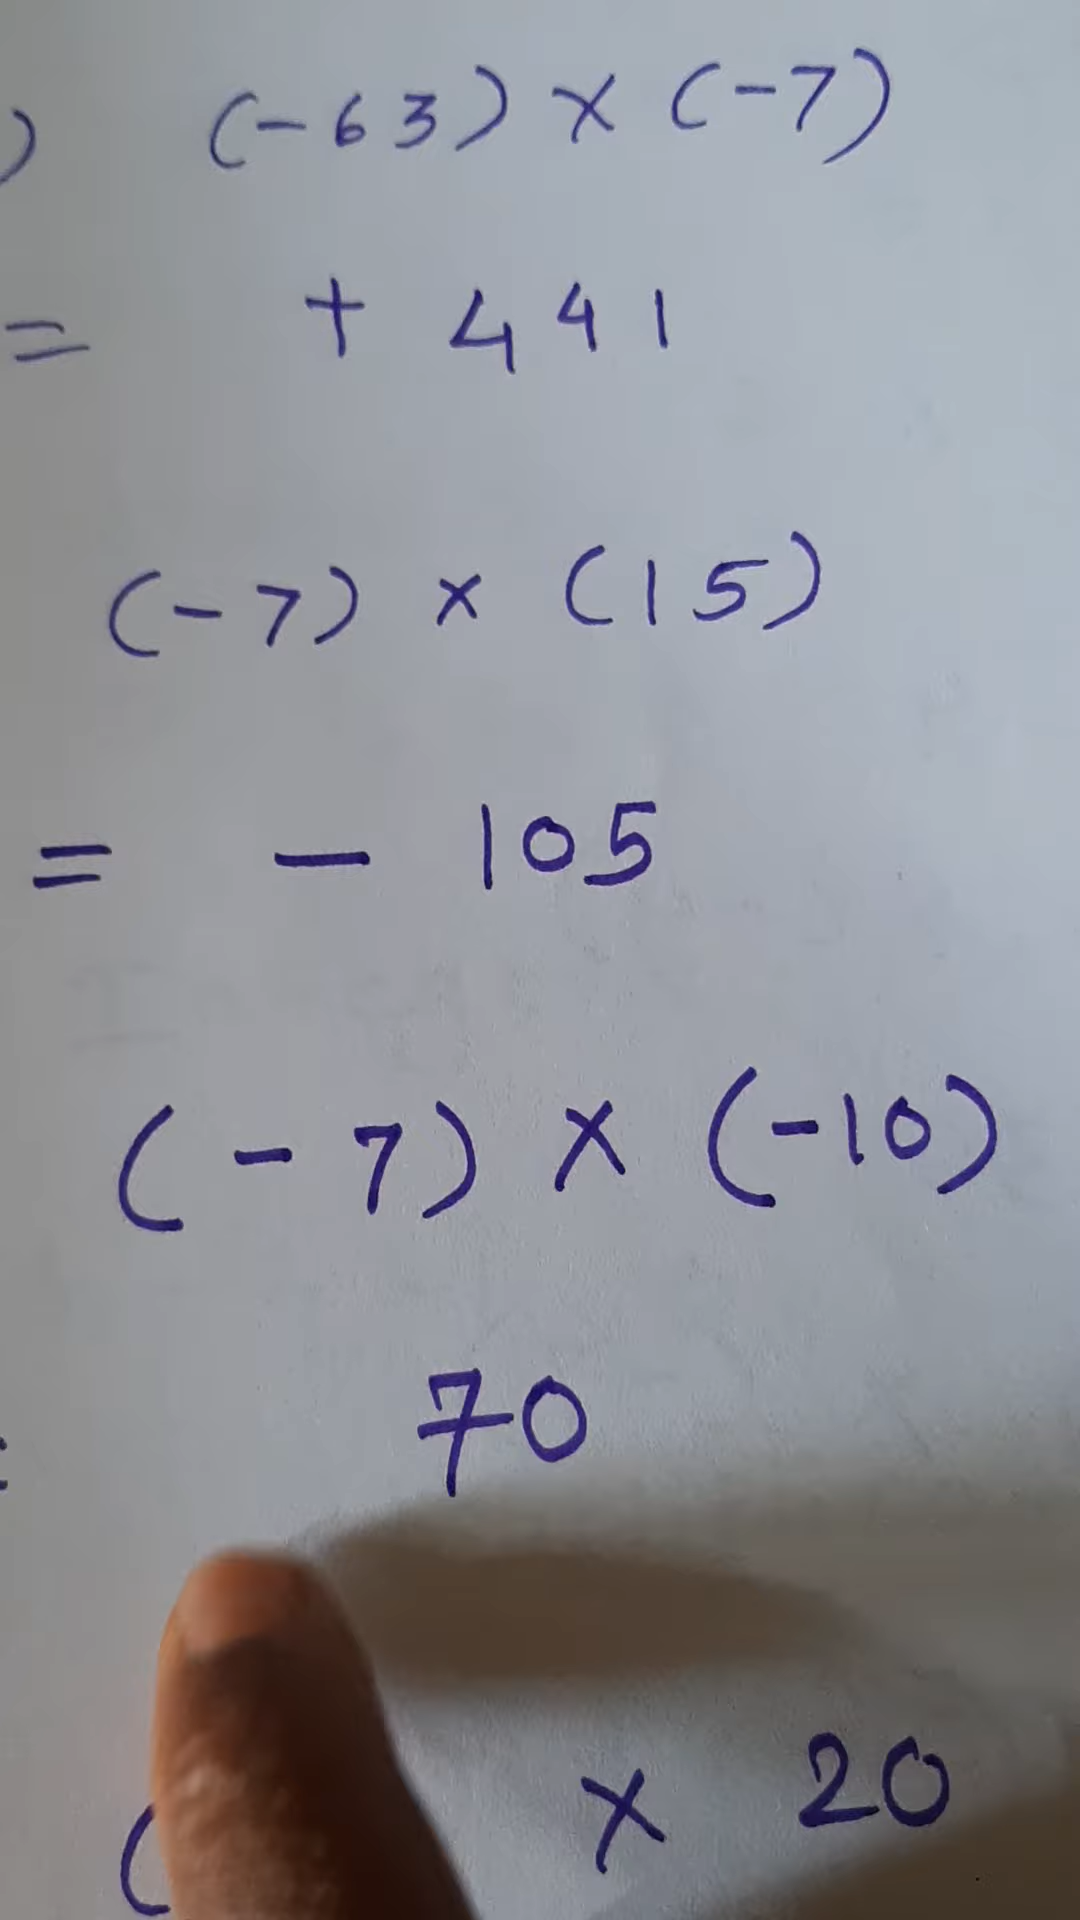 ) (-63) × (-7)
= + 441
(-7) × (15)
= - 105
(-7) × (-10)
70
( × 20